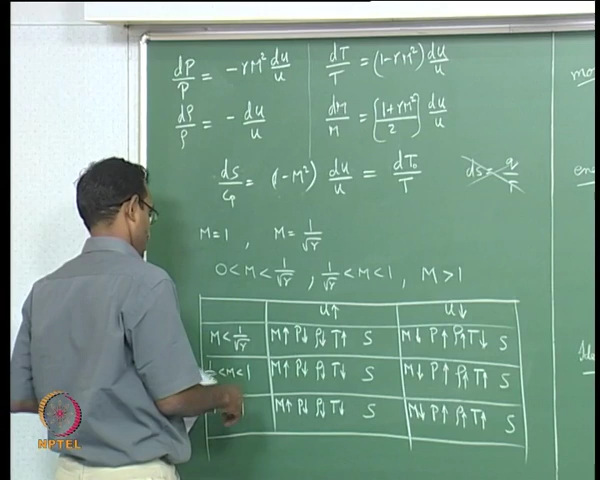 dP/P = -γM² du/u    dT/T = (1-γM²) du/u
dρ/ρ = - du/u    dM/M = [1+γM²/2] du/u
ds/Cp = (1-M²) du/u = dT₀/T    ds = q/T
M=1 , M = 1/√γ
0 < M < 1/√γ , 1/√γ < M < 1 , M > 1
u↑ u↓
M < 1/√γ M↑ P↓ ρ↓ T↑ S M↓ P↑ ρ↑ T↓ S
< M < 1 M↑ P↓ ρ↓ T↓ S M↓ P↑ ρ↑ T↑ S
M↑ P↓ ρ↓ T↓ S M↓ P↑ ρ↑ T↑ S
NPTEL